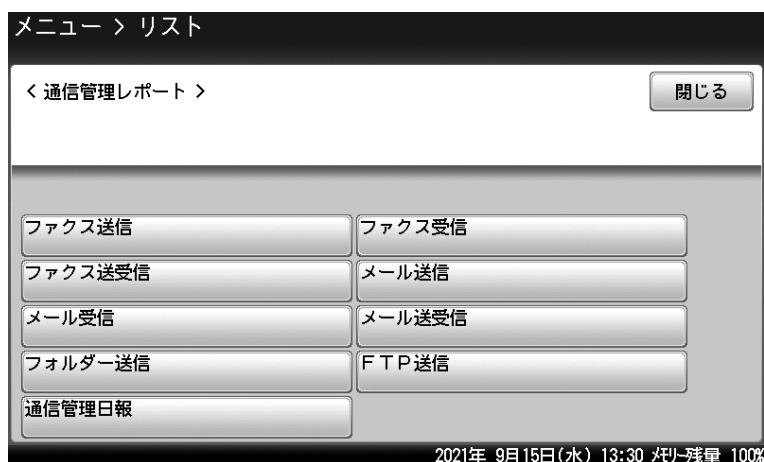 メニュー > リスト
< 通信管理レポート >
閉じる
ファクス送信
ファクス受信
ファクス送受信
メール送信
メール受信
メール送受信
フォルダー送信
ＦＴＰ送信
通信管理日報
2021年 9月15日(水) 13:30 ﾒﾓﾘｰ残量 100%